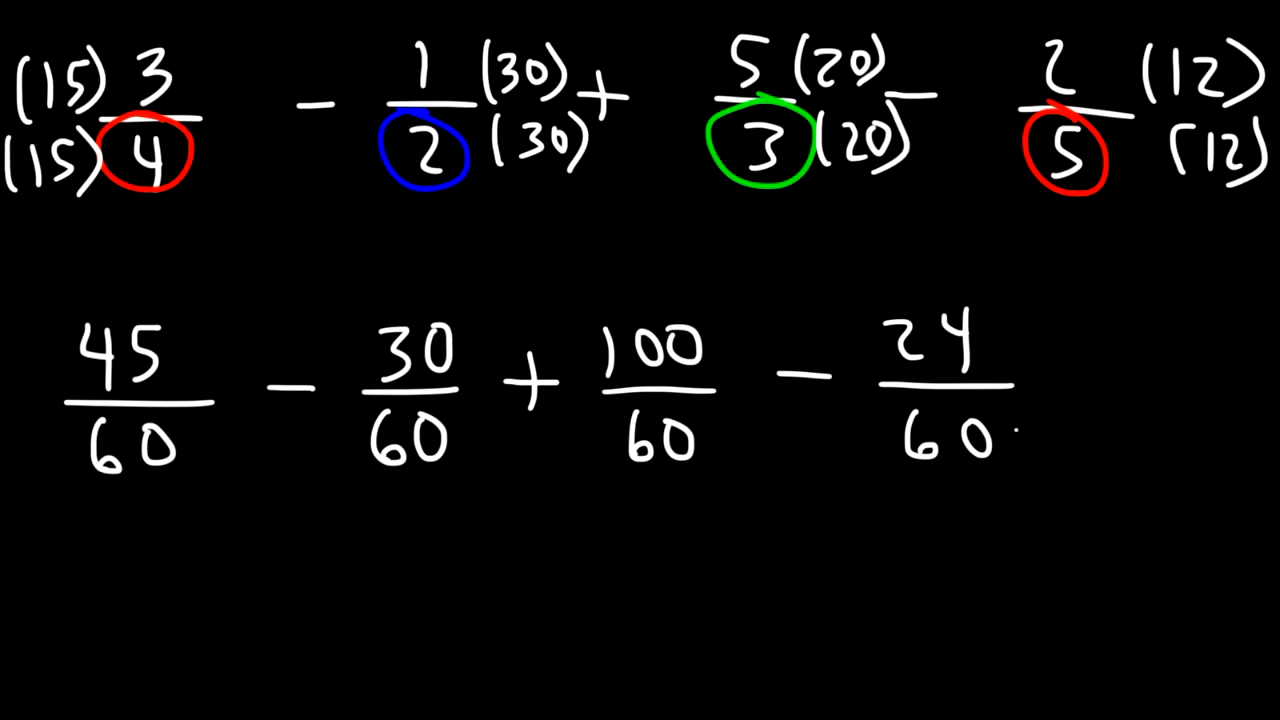 (15) 3 - 1 (30) + 5 (20) - 2 (12)
(15) 4 2 (30) 3 (20) 5 (12)
45 - 30 + 100 - 24
60 60 60 60